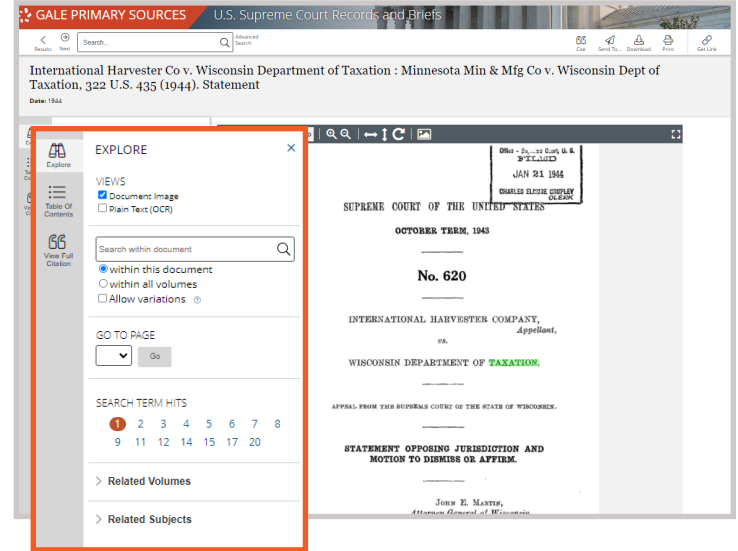 GALE PRIMARY SOURCES
U.S. Supreme Court Records and Briefs
Results
Next
Search...
Advanced
Search
Cite
Send To...
Download
Print
Get Link
International Harvester Co v. Wisconsin Department of Taxation : Minnesota Min & Mfg Co v. Wisconsin Dept of
Taxation, 322 U.S. 435 (1944). Statement
Date: 1944
Explore
Table Of
Contents
View Full
Citation
EXPLORE
×
VIEWS
Document Image
Plain Text (OCR)
Search within document
within this document
within all volumes
Allow variations
GO TO PAGE
Go
SEARCH TERM HITS
1 2 3 4 5 6 7 8
9 11 12 14 15 17 20
> Related Volumes
> Related Subjects
FILED
JAN 21 1944
CHARLES ELMORE CROPLEY
CLERK
SUPREME COURT OF THE UNITED STATES
OCTOBER TERM, 1943
No. 620
INTERNATIONAL HARVESTER COMPANY,
Appellant,
vs.
WISCONSIN DEPARTMENT OF TAXATION.
APPEAL FROM THE SUPREME COURT OF THE STATE OF WISCONSIN.
STATEMENT OPPOSING JURISDICTION AND
MOTION TO DISMISS OR AFFIRM.
JOHN E. MARTIN,
Attorney General of Wisconsin